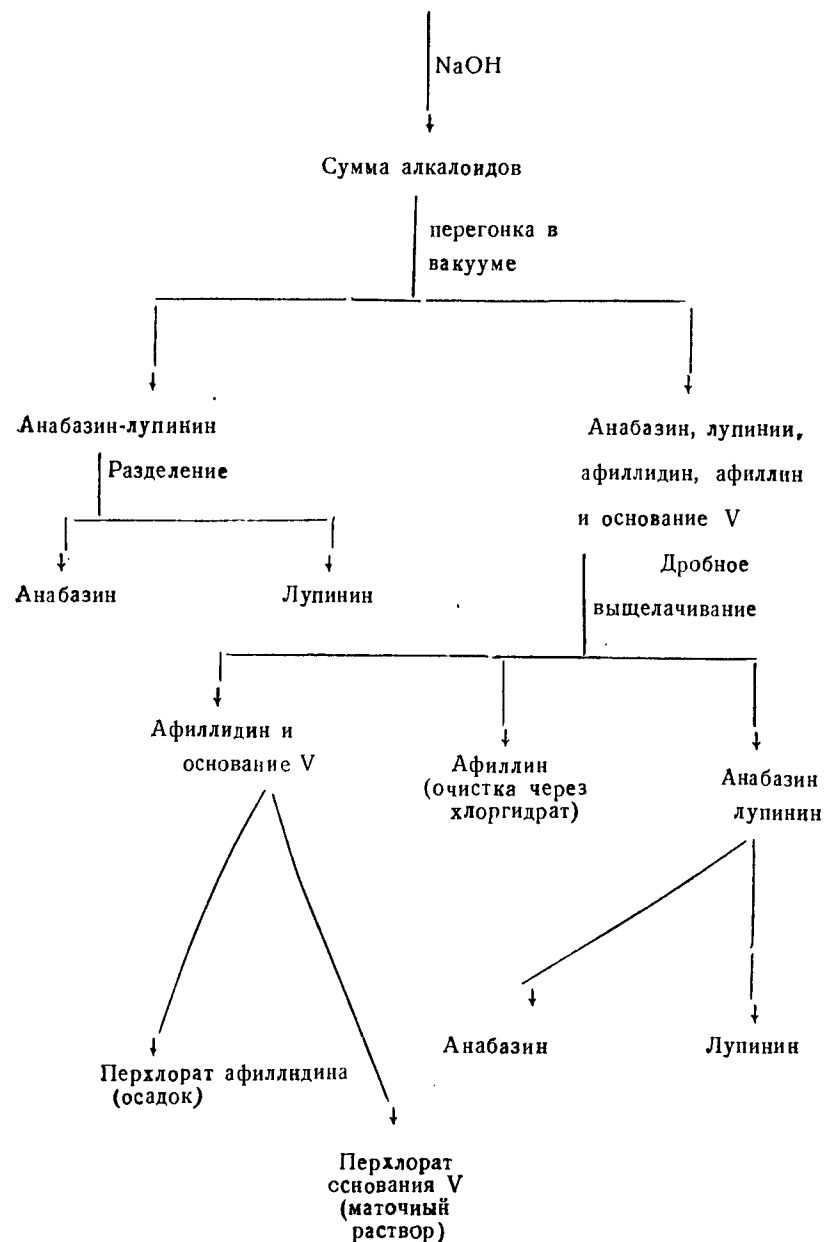 NaOH
Сумма алкалоидов
перегонка в
вакууме
Анабазин-лупинин
Анабазин, лупинии,
Разделение
афиллидин, афиллин
и основание V
Дробное
Анабазин
Лупинин
выщелачивание
Афиллидин и
основание V
Афиллин
(очистка через
хлоргидрат)
Анабазин
лупинин
Анабазин
Лупинин
Перхлорат афиллидина
(осадок)
Перхлорат
основания V
(маточный
раствор)